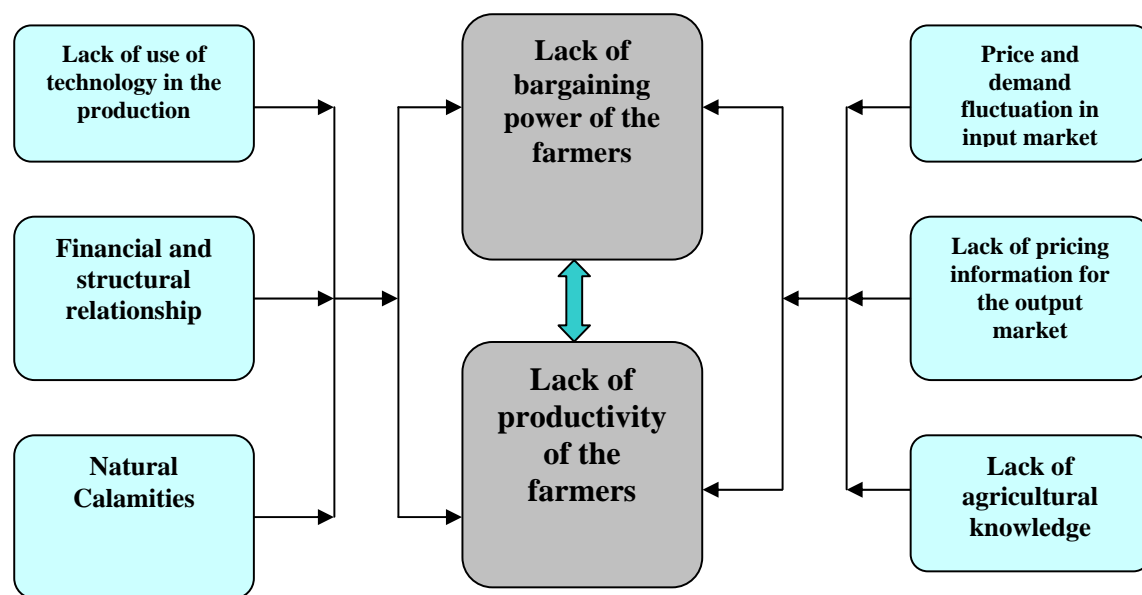 Lack of use of
technology in the
production
Financial and
structural
relationship
Natural
Calamities
Lack of
bargaining
power of the
farmers
Lack of
productivity
of the
farmers
Price and
demand
fluctuation in
input market
Lack of pricing
information for
the output
market
Lack of
agricultural
knowledge